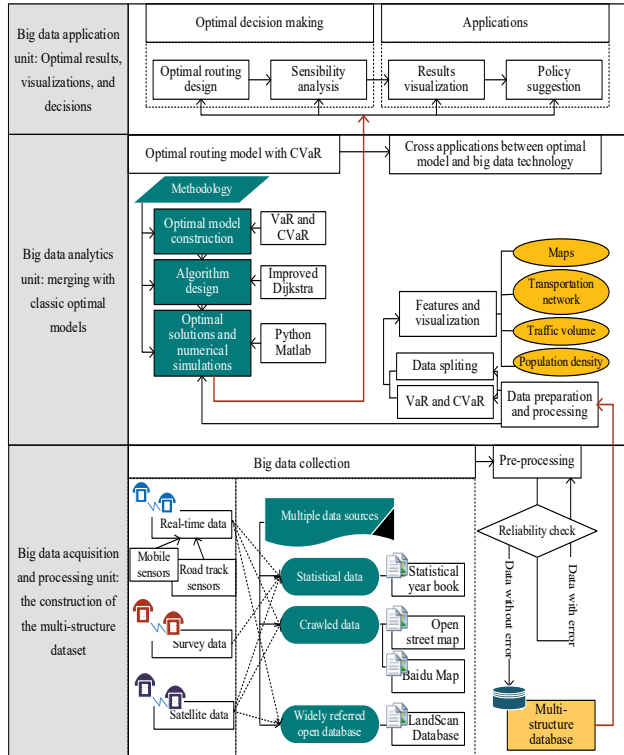 Big data application
unit: Optimal results,
visualizations, and
decisions
Optimal decision making
Applications
Optimal routing
design
Sensibility
analysis
Results
visualization
Policy
suggestion
Big data analytics
unit: merging with
classic optimal
models
Optimal routing model with CVaR
Cross applications between optimal
model and big data technology
Methodology
Optimal model
construction
VaR and
CVaR
Algorithm
design
Improved
Dijkstra
Optimal
solutions and
numerical
simulations
Python
Matlab
Features and
visualization
Maps
Transportation
network
Traffic volume
Population density
Data spliting
VaR and CVaR
Data preparation
and processing
Big data acquisition
and processing unit:
the construction of
the multi-structure
dataset
Big data collection
Pre-processing
Real-time data
Mobile
sensors
Road track
sensors
Survey data
Satellite data
Multiple data sources
Statistical data
Statistical
year book
Crawled data
Open
street map
Baidu Map
Widely referred
open database
LandScan
Database
Reliability check
Data without error
Data with error
Multi-
structure
database